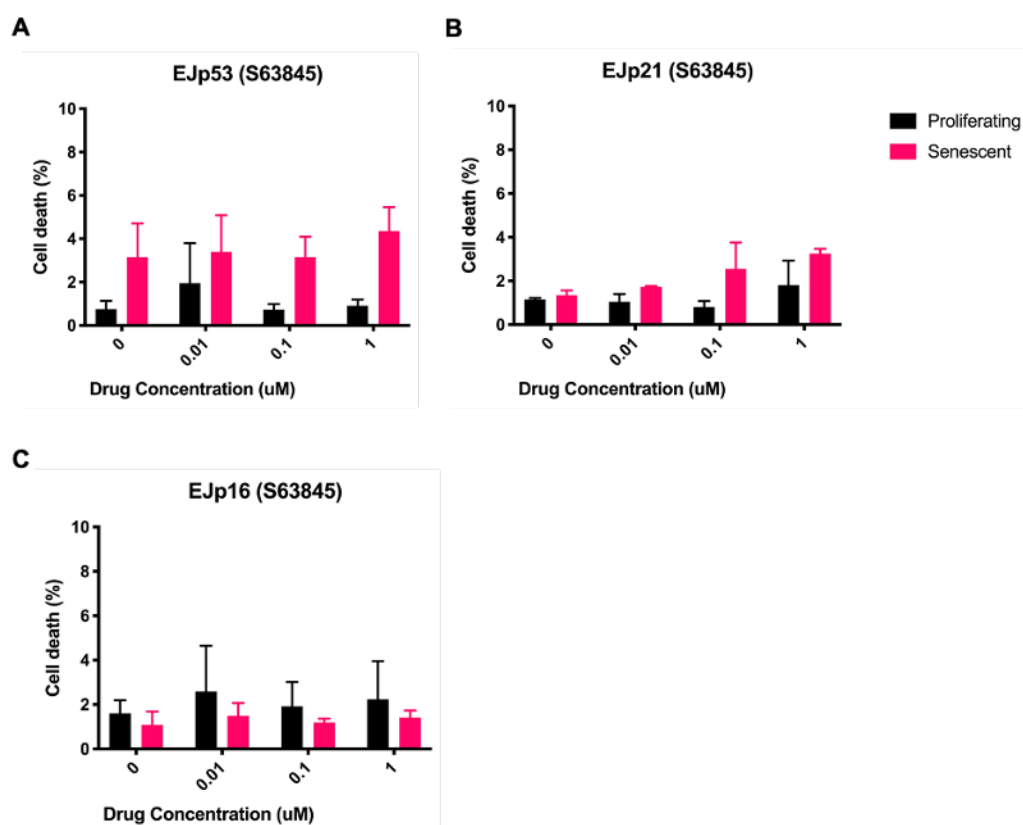 A
EJp53 (S63845)
10
8
6
4
2
0
Cell death (%)
0
0.01
0.1
1
Drug Concentration (uM)
B
EJp21 (S63845)
10
8
6
4
2
0
Cell death (%)
0
0.01
0.1
1
Drug Concentration (uM)
Proliferating
Senescent
C
EJp16 (S63845)
10
8
6
4
2
0
Cell death (%)
0
0.01
0.1
1
Drug Concentration (uM)